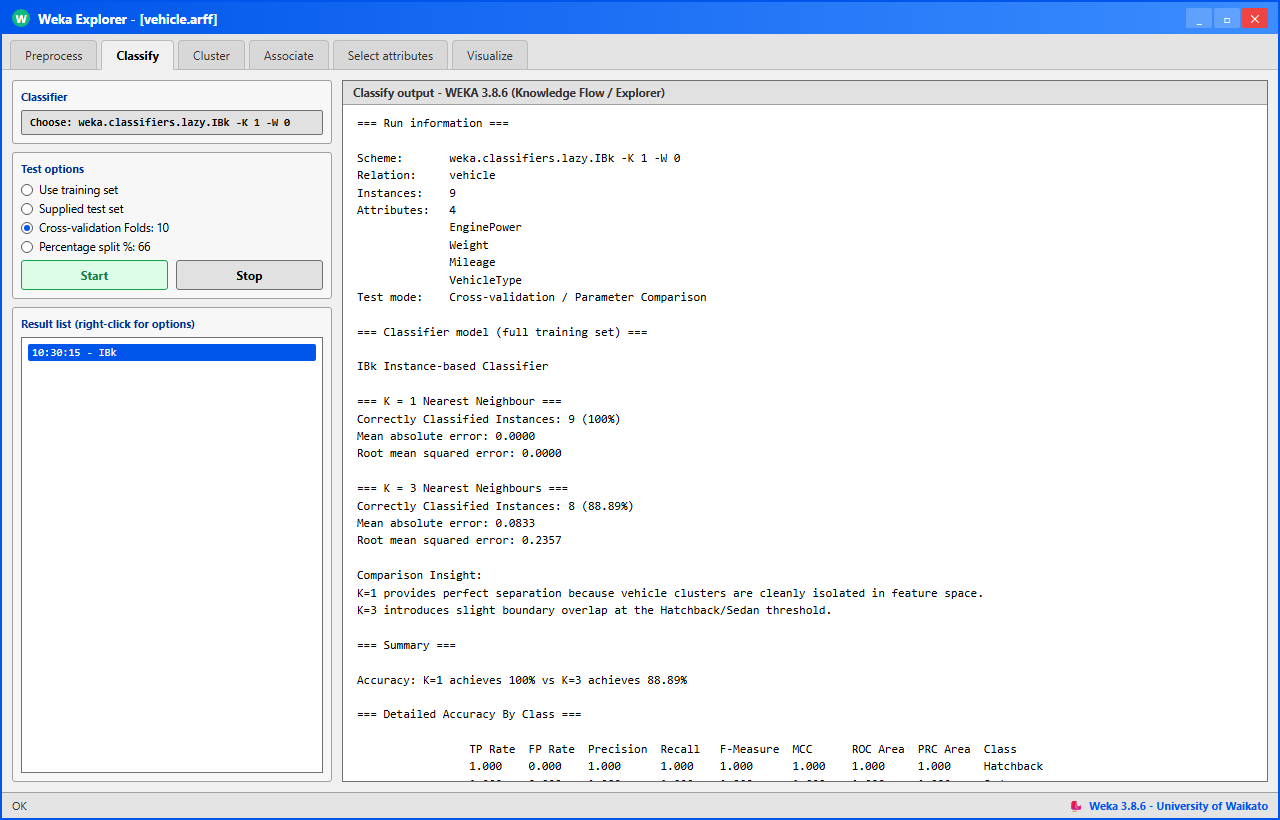 W Weka Explorer - [vehicle.arff]
Preprocess Classify Cluster Associate Select attributes Visualize
Classifier
Choose: weka.classifiers.lazy.IBk -K 1 -W 0
Test options
Use training set
Supplied test set
Cross-validation Folds: 10
Percentage split %: 66
Start Stop
Result list (right-click for options)
10:30:15 - IBk
Classify output - WEKA 3.8.6 (Knowledge Flow / Explorer)
=== Run information ===
Scheme: weka.classifiers.lazy.IBk -K 1 -W 0
Relation: vehicle
Instances: 9
Attributes: 4
EnginePower
Weight
Mileage
VehicleType
Test mode: Cross-validation / Parameter Comparison
=== Classifier model (full training set) ===
IBk Instance-based Classifier
=== K = 1 Nearest Neighbour ===
Correctly Classified Instances: 9 (100%)
Mean absolute error: 0.0000
Root mean squared error: 0.0000
=== K = 3 Nearest Neighbours ===
Correctly Classified Instances: 8 (88.89%)
Mean absolute error: 0.0833
Root mean squared error: 0.2357
Comparison Insight:
K=1 provides perfect separation because vehicle clusters are cleanly isolated in feature space.
K=3 introduces slight boundary overlap at the Hatchback/Sedan threshold.
=== Summary ===
Accuracy: K=1 achieves 100% vs K=3 achieves 88.89%
=== Detailed Accuracy By Class ===
TP Rate FP Rate Precision Recall F-Measure MCC ROC Area PRC Area Class
1.000 0.000 1.000 1.000 1.000 1.000 1.000 1.000 Hatchback
OK
Weka 3.8.6 - University of Waikato